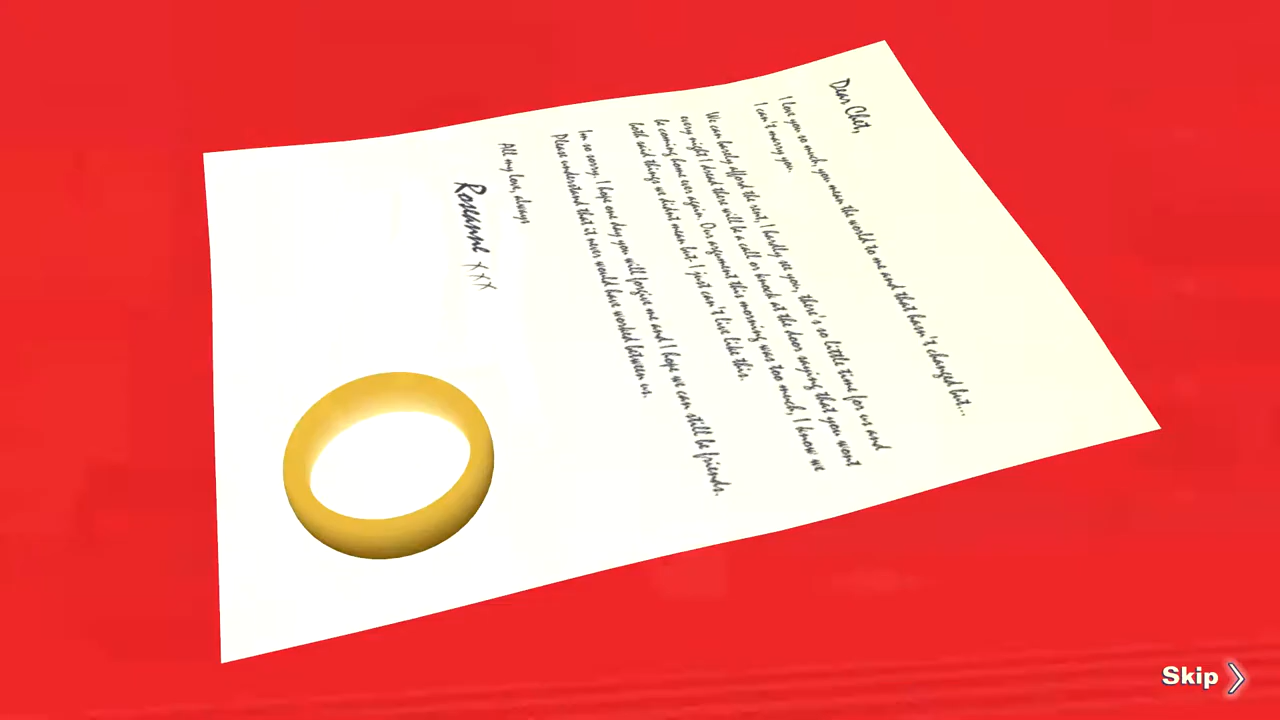 Dear Chet,
I love you so much, you mean the world to me and that hasn't changed but...
I can't marry you.
We can barely afford the rent, I hardly see you, there's so little time for us and
every night I dread there will be a call or knock at the door saying that you wont
be coming home ever again. Our argument this morning was too much, I know we
both said things we didnt mean but- I just can't live like this.
Im so sorry. I hope one day you will forgive me and I hope we can still be friends.
Please understand that it never would have worked between us.
All my love, always
Roseanne xxx
Skip